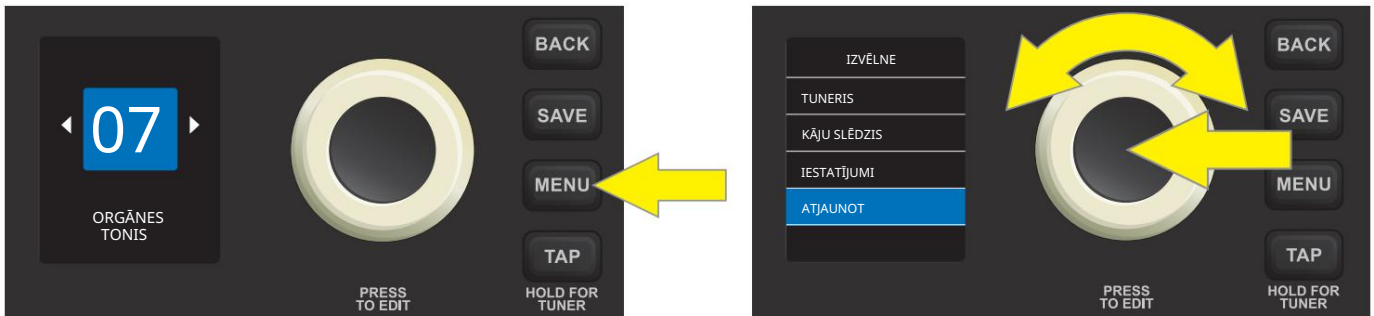 07
ORGĀNES
TONIS
BACK
SAVE
MENU
TAP
PRESS
TO EDIT
HOLD FOR
TUNER
IZVĒLNE
TUNERIS
KĀJU SLĒDZIS
IESTATĪJUMI
ATJAUNOT
BACK
SAVE
MENU
TAP
PRESS
TO EDIT
HOLD FOR
TUNER